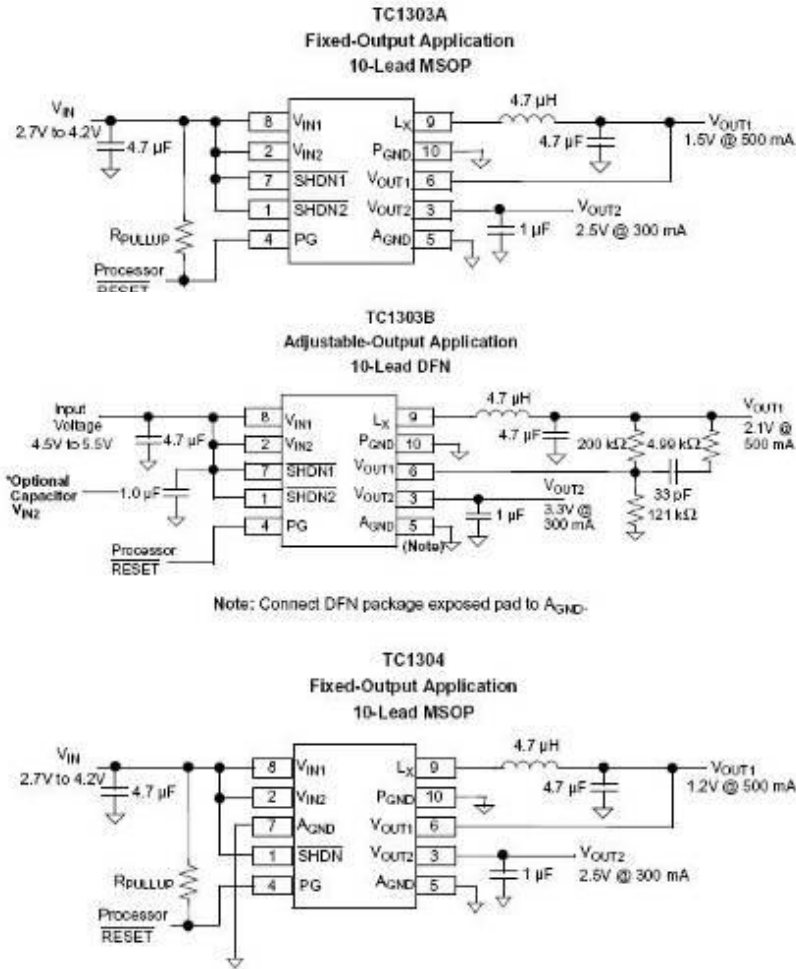 TC1303A
Fixed-Output Application
10-Lead MSOP
VIN
2.7V to 4.2V
4.7 µF
RPULLUP
Processor
RESET
8 VIN1
2 VIN2
7 SHDN1
1 SHDN2
4 PG
LX 9
PGND 10
VOUT1 6
VOUT2 3
AGND 5
4.7 µH
4.7 µF
VOUT1
1.5V @ 500 mA
VOUT2
1 µF
2.5V @ 300 mA
TC1303B
Adjustable-Output Application
10-Lead DFN
Input
Voltage
4.5V to 5.5V
4.7 µF
*Optional
Capacitor
VIN2
1.0 µF
Processor
RESET
8 VIN1
2 VIN2
7 SHDN1
1 SHDN2
4 PG
LX 9
PGND 10
VOUT1 6
VOUT2 3
AGND 5
(Note)
4.7 µH
4.7 µF
200 kΩ
4.99 kΩ
VOUT1
2.1V @
500 mA
33 pF
121 kΩ
VOUT2
3.3V @
300 mA
1 µF
Note: Connect DFN package exposed pad to AGND.
TC1304
Fixed-Output Application
10-Lead MSOP
VIN
2.7V to 4.2V
4.7 µF
RPULLUP
Processor
RESET
8 VIN1
2 VIN2
7 AGND
1 SHDN
4 PG
LX 9
PGND 10
VOUT1 6
VOUT2 3
AGND 5
4.7 µH
4.7 µF
VOUT1
1.2V @ 500 mA
VOUT2
1 µF
2.5V @ 300 mA